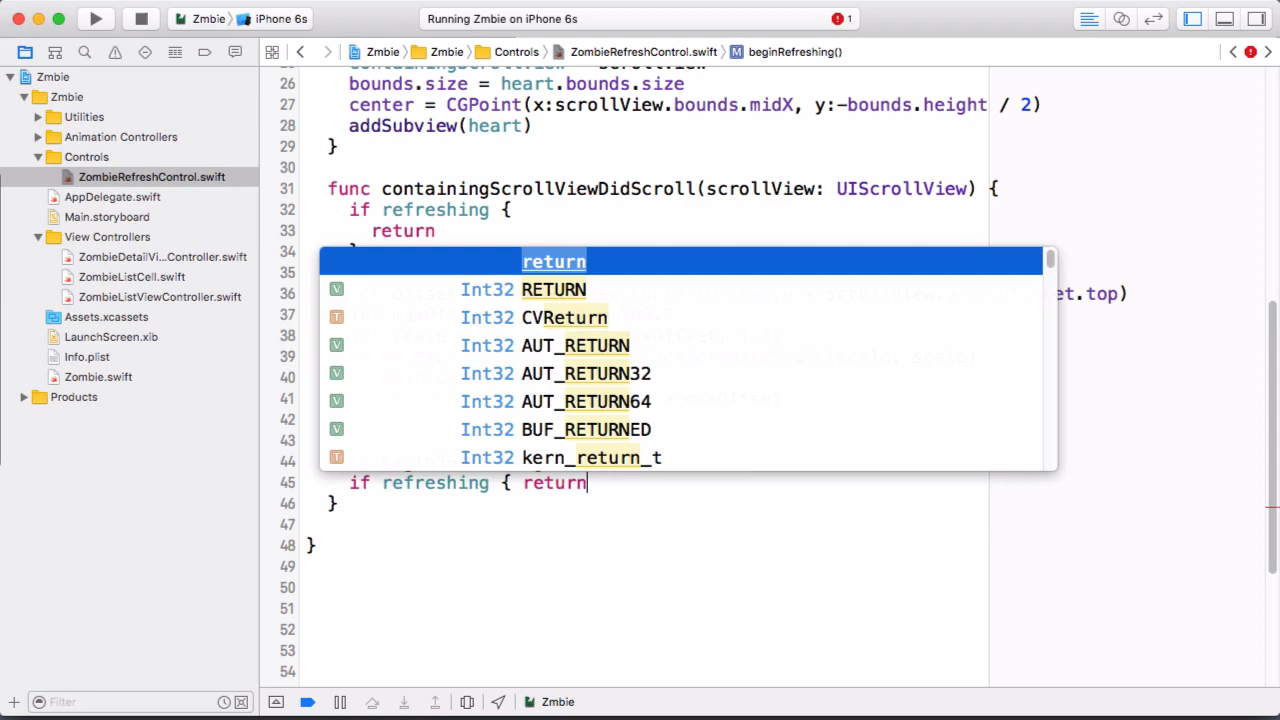 Zmbie
iPhone 6s
Running Zmbie on iPhone 6s
1
Zmbie
Zmbie
Controls
ZombieRefreshControl.swift
M
beginRefreshing()
Zmbie
Zmbie
Utilities
Animation Controllers
Controls
ZombieRefreshControl.swift
AppDelegate.swift
Main.storyboard
View Controllers
ZombieDetailVi...Controller.swift
ZombieListCell.swift
ZombieListViewController.swift
Assets.xcassets
LaunchScreen.xib
Info.plist
Zombie.swift
Products
26 bounds.size = heart.bounds.size
27 center = CGPoint(x:scrollView.bounds.midX, y:-bounds.height / 2)
28 addSubview(heart)
29 }
30
31 func containingScrollViewDidScroll(scrollView: UIScrollView) {
32 if refreshing {
33 return
34
35
36 et.top)
37
38
39
40
41
42
43
44
return
V Int32 RETURN
T Int32 CVReturn
V Int32 AUT_RETURN
V Int32 AUT_RETURN32
V Int32 AUT_RETURN64
V Int32 BUF_RETURNED
T Int32 kern_return_t
45 if refreshing { return
46 }
47
48 }
49
50
51
52
53
54
Filter
Zmbie